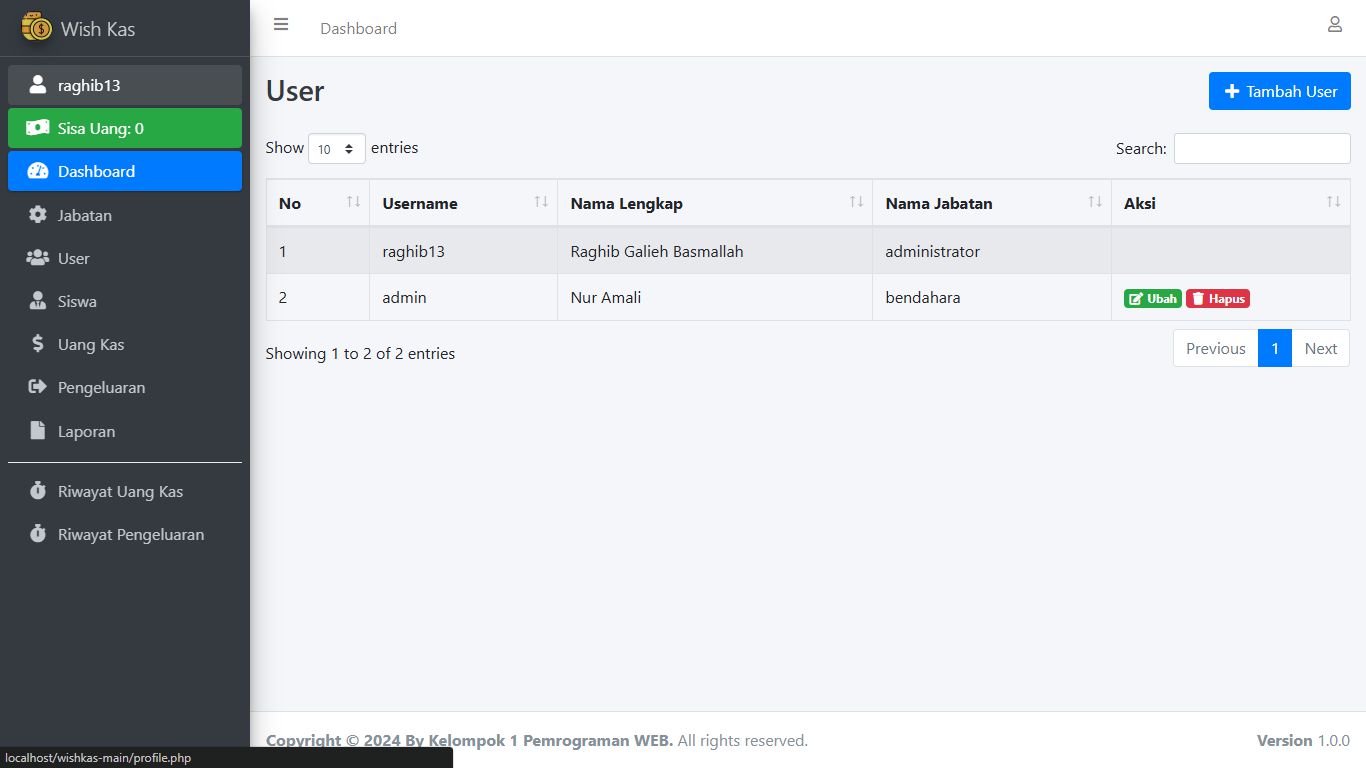 Wish Kas
raghib13
Sisa Uang: 0
Dashboard
Jabatan
User
Siswa
Uang Kas
Pengeluaran
Laporan
Riwayat Uang Kas
Riwayat Pengeluaran
Dashboard
User
Tambah User
Show 10 entries
Search:
No Username Nama Lengkap Nama Jabatan Aksi
1 raghib13 Raghib Galieh Basmallah administrator
2 admin Nur Amali bendahara Ubah Hapus
Showing 1 to 2 of 2 entries
Previous 1 Next
Copyright © 2024 By Kelompok 1 Pemrograman WEB. All rights reserved.
Version 1.0.0
localhost/wishkas-main/profile.php